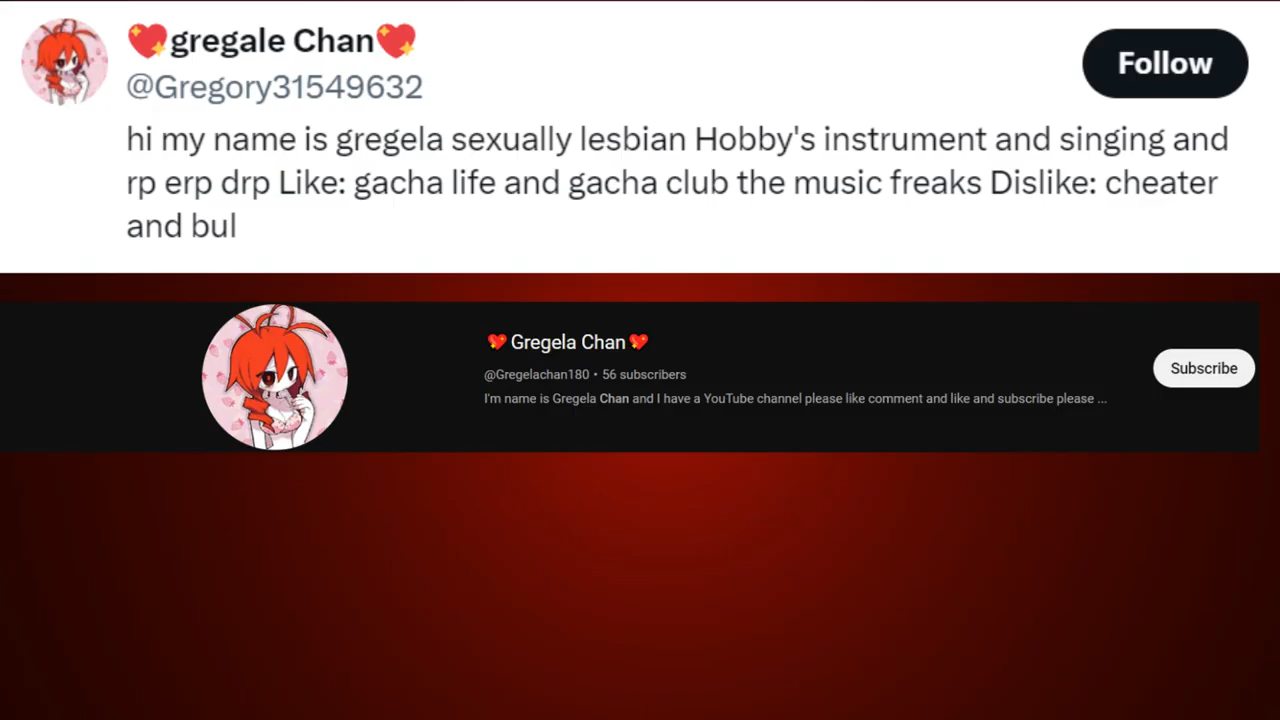 💖gregale Chan💖
@Gregory31549632
Follow
hi my name is gregela sexually lesbian Hobby's instrument and singing and
rp erp drp Like: gacha life and gacha club the music freaks Dislike: cheater
and bul
💖Gregela Chan💖
@Gregelachan180 • 56 subscribers
I'm name is Gregela Chan and I have a YouTube channel please like comment and like and subscribe please ...
Subscribe